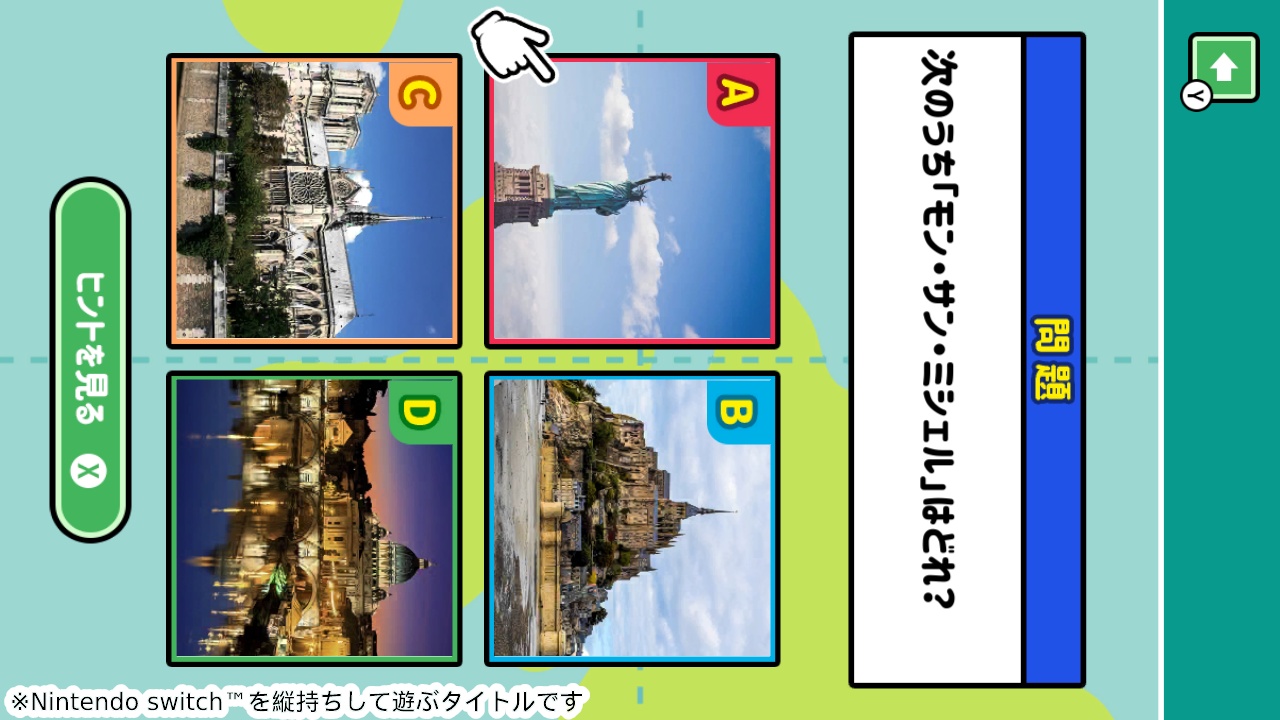 Y
問題
次のうち「モン・サン・ミシェル」はどれ?
A
B
C
D
ヒントを見る X
※Nintendo switch™を縦持ちして遊ぶタイトルです